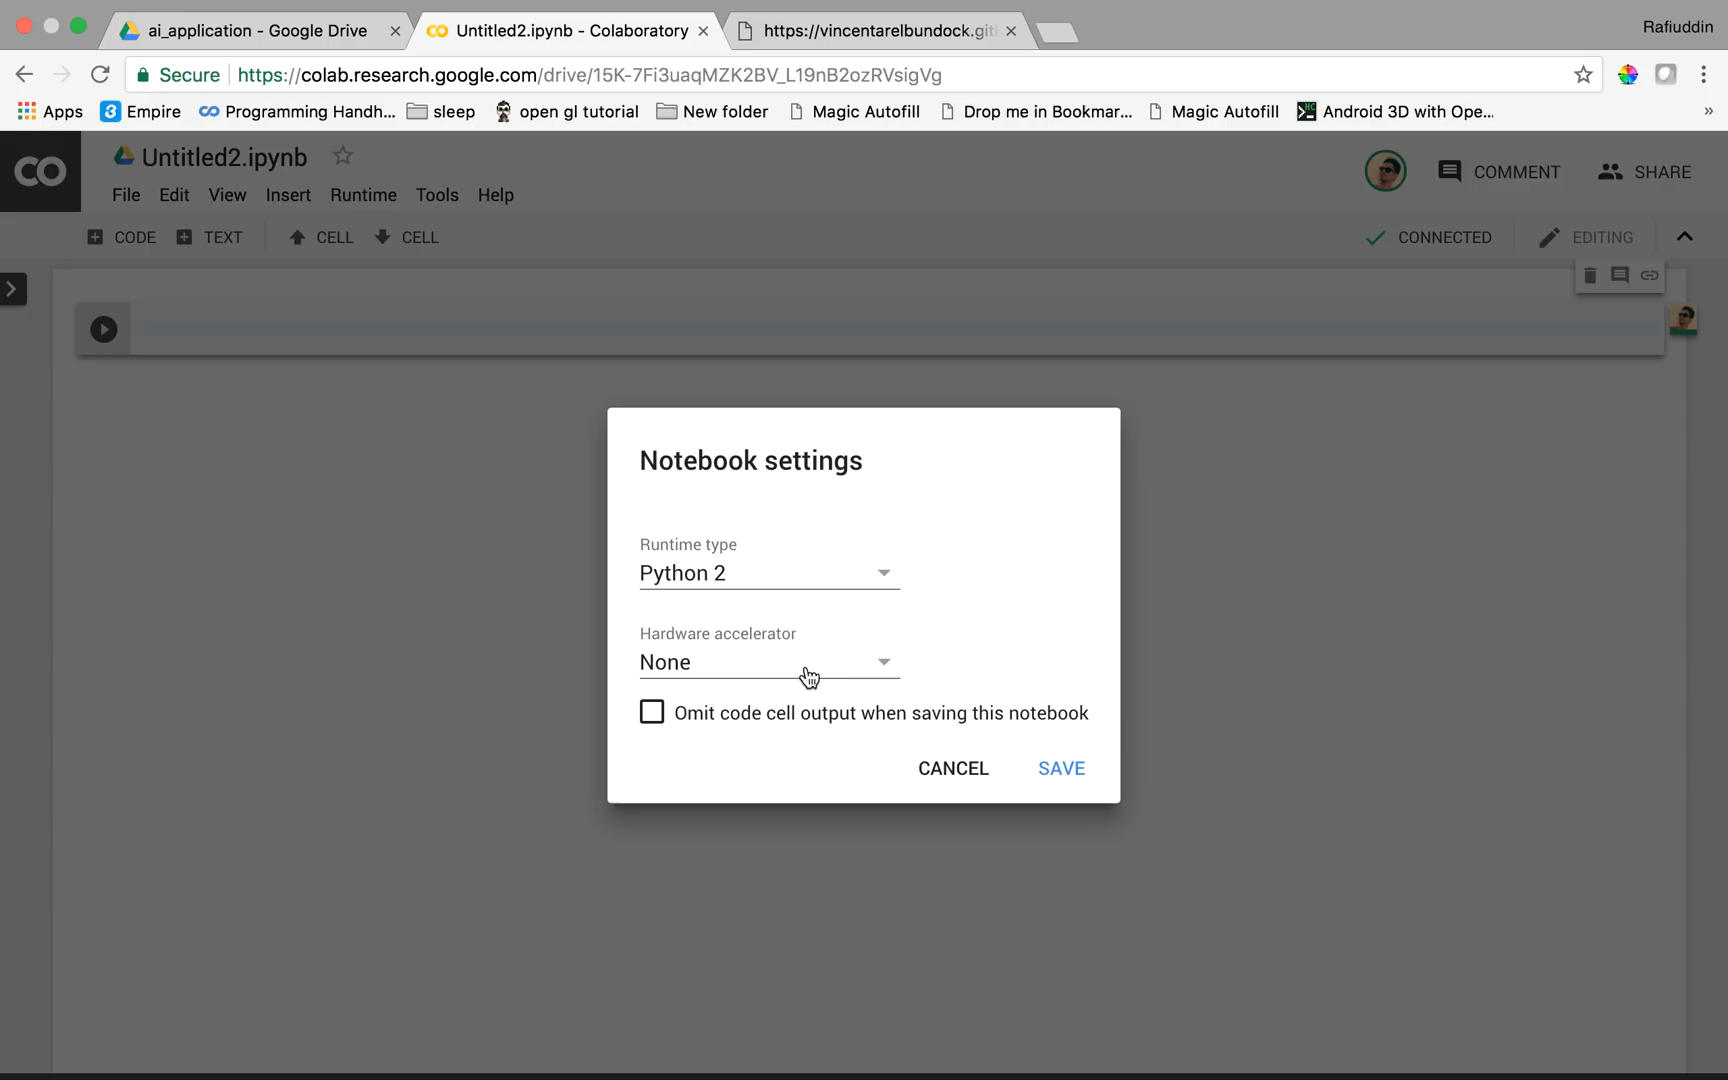 ai_application - Google Drive
Untitled2.ipynb - Colaboratory
https://vincentarelbundock.git
Rafiuddin
Secure
https://colab.research.google.com/drive/15K-7Fi3uaqMZK2BV_L19nB2ozRVsigVg
Apps
3 Empire
Programming Handh...
sleep
open gl tutorial
New folder
Magic Autofill
Drop me in Bookmar...
Magic Autofill
HC Android 3D with Ope...
»
CO
Untitled2.ipynb
File Edit View Insert Runtime Tools Help
COMMENT
SHARE
CODE
TEXT
CELL
CELL
CONNECTED
EDITING
Notebook settings
Runtime type
Python 2
Hardware accelerator
None
Omit code cell output when saving this notebook
CANCEL
SAVE